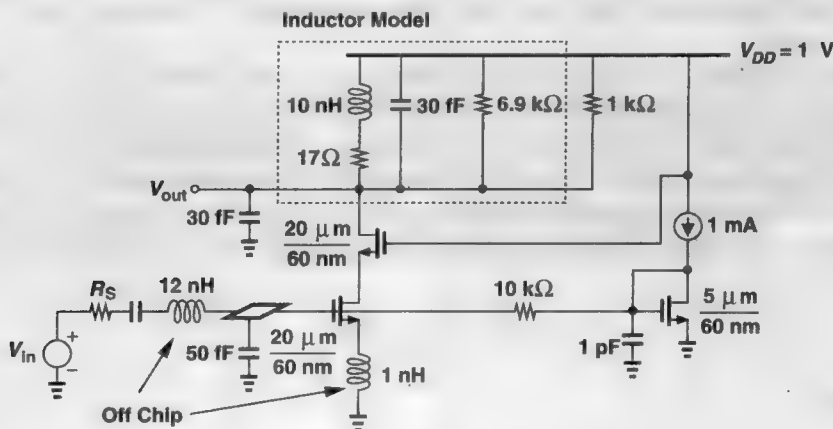 Inductor Model
V_DD = 1 V
10 nH
30 fF
6.9 kΩ
1 kΩ
17Ω
V_out
30 fF
1 mA
20 μm
60 nm
R_S
12 nH
10 kΩ
5 μm
60 nm
V_in
+
−
50 fF
20 μm
60 nm
1 pF
1 nH
Off Chip